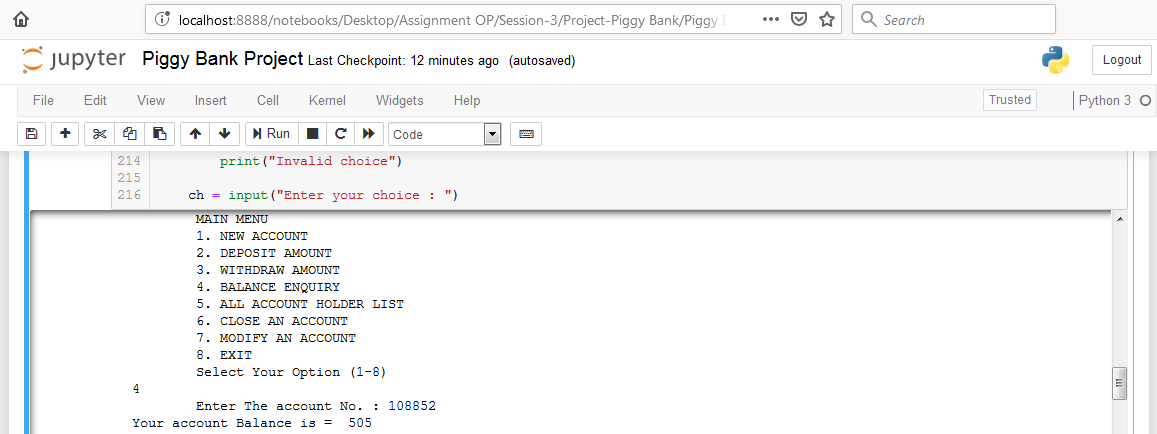 localhost:8888/notebooks/Desktop/Assignment OP/Session-3/Project-Piggy Bank/Piggy
Search
jupyter Piggy Bank Project Last Checkpoint: 12 minutes ago (autosaved)
Logout
File Edit View Insert Cell Kernel Widgets Help
Trusted
Python 3
Run
Code
214 print("Invalid choice")
215
216 ch = input("Enter your choice : ")
MAIN MENU
1. NEW ACCOUNT
2. DEPOSIT AMOUNT
3. WITHDRAW AMOUNT
4. BALANCE ENQUIRY
5. ALL ACCOUNT HOLDER LIST
6. CLOSE AN ACCOUNT
7. MODIFY AN ACCOUNT
8. EXIT
Select Your Option (1-8)
4
Enter The account No. : 108852
Your account Balance is = 505